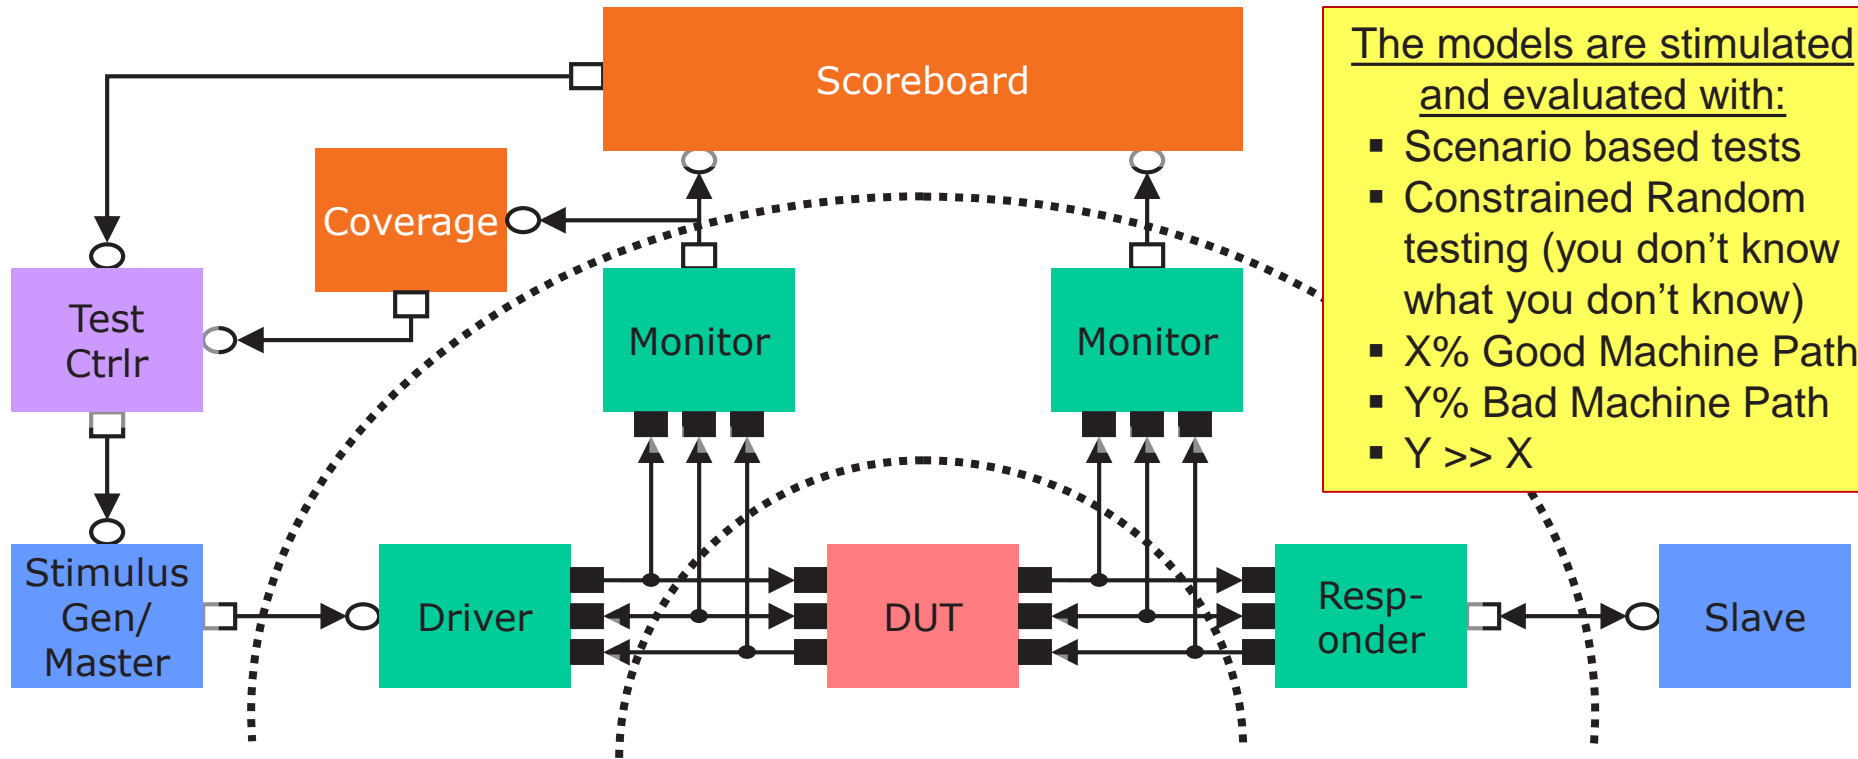 Scoreboard
The models are stimulated
and evaluated with:
▪ Scenario based tests
▪ Constrained Random
testing (you don’t know
what you don’t know)
▪ X% Good Machine Path
▪ Y% Bad Machine Path
▪ Y >> X
Coverage
Test
Ctrlr
Monitor
Monitor
Stimulus
Gen/
Master
Driver
DUT
Resp-
onder
Slave